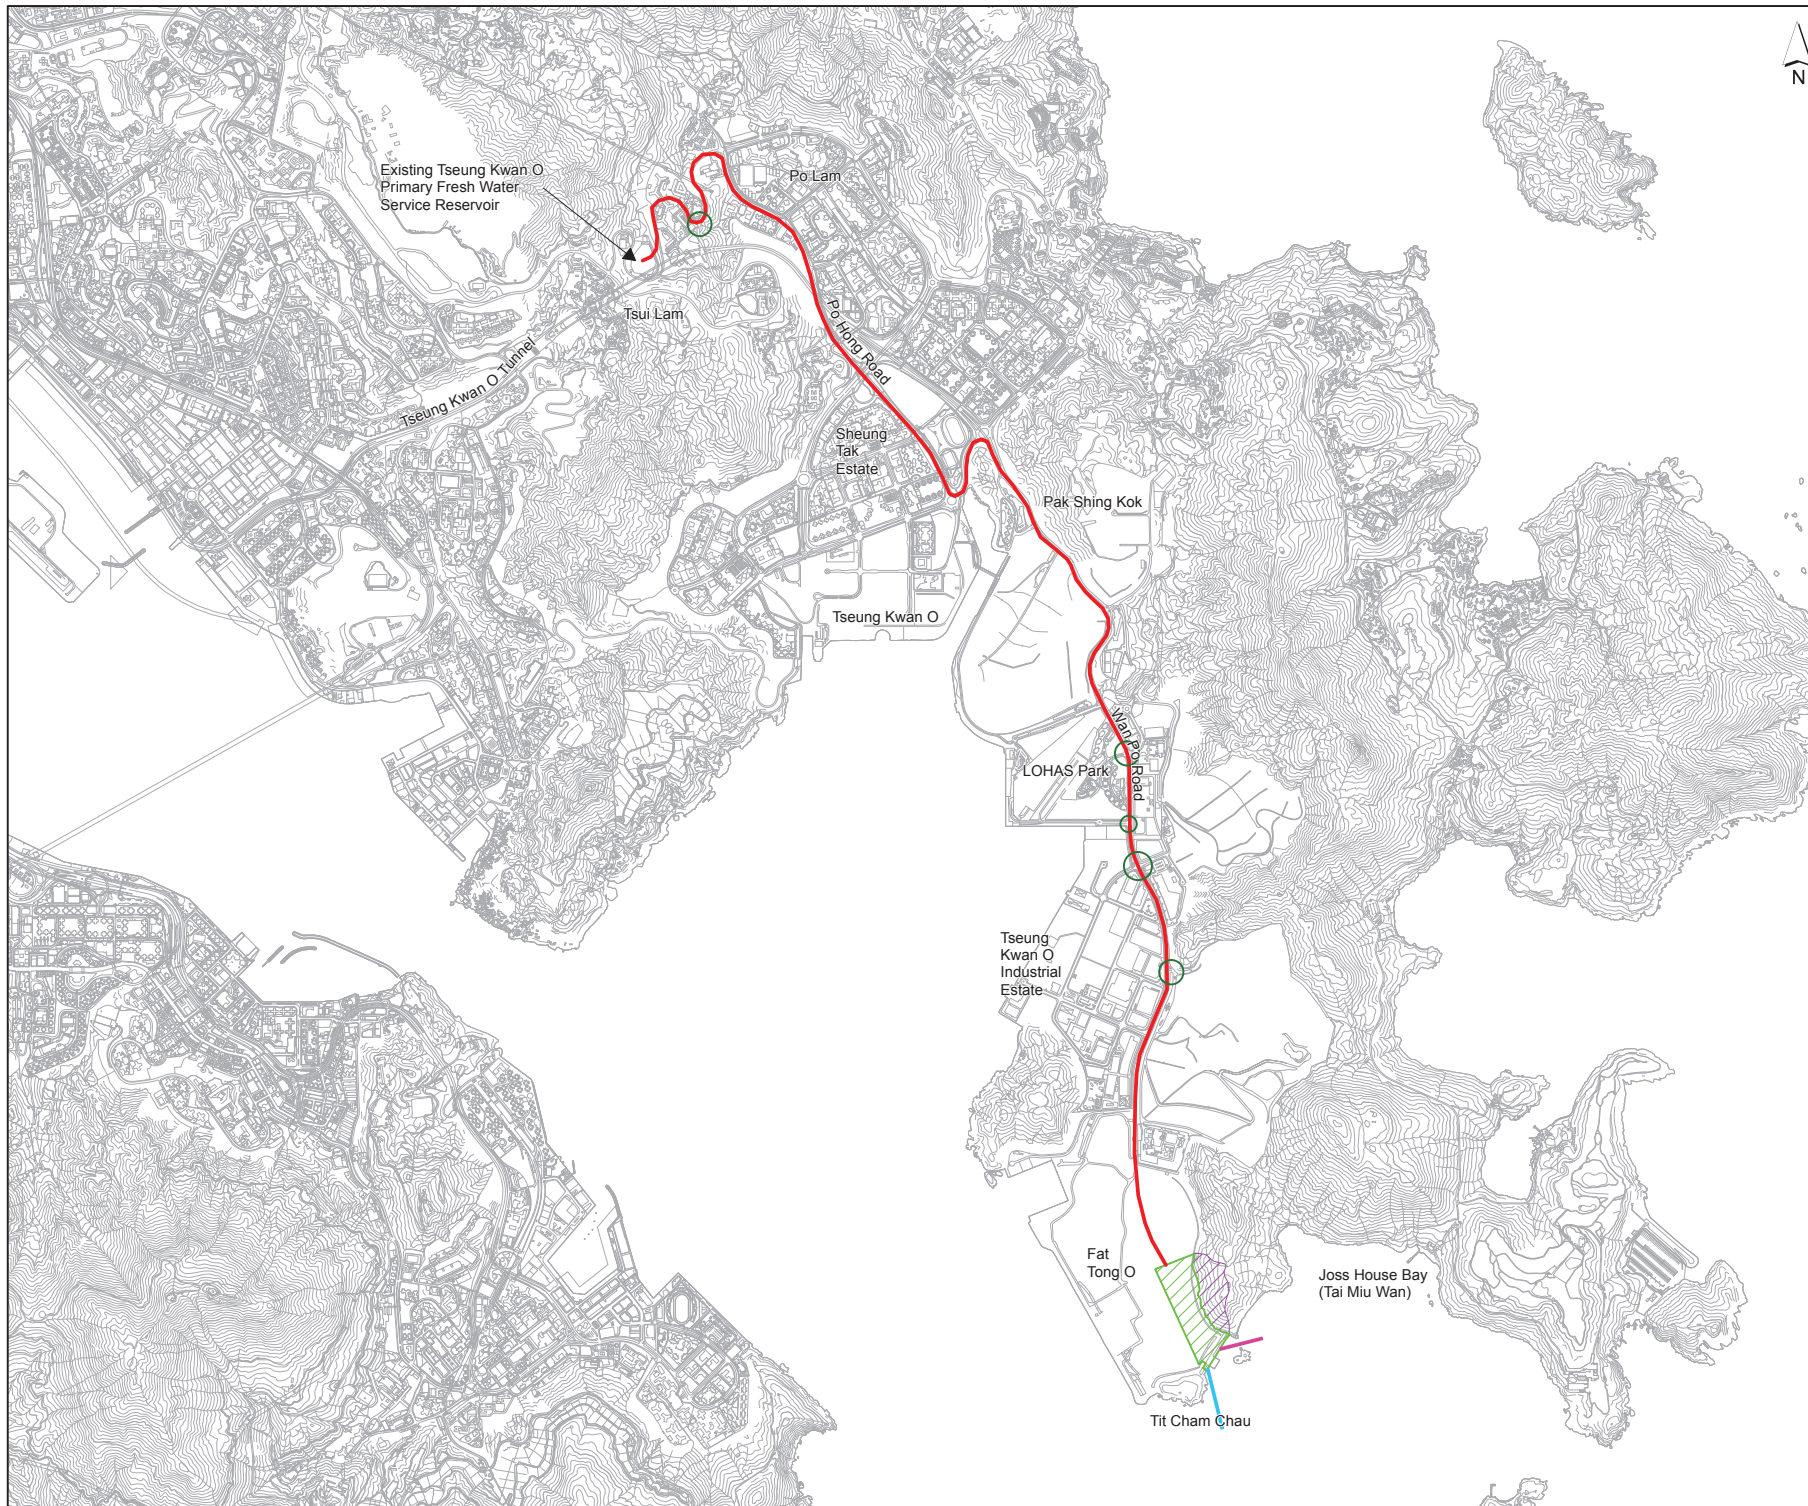 N
Existing Tseung Kwan O
Primary Fresh Water
Service Reservoir
Po Lam
Tsui Lam
Po Hong Road
Tseung Kwan O Tunnel
Sheung
Tak
Estate
Pak Shing Kok
Tseung Kwan O
Wan Po Road
LOHAS Park
Tseung
Kwan O
Industrial
Estate
Fat
Tong O
Joss House Bay
(Tai Miu Wan)
Tit Cham Chau